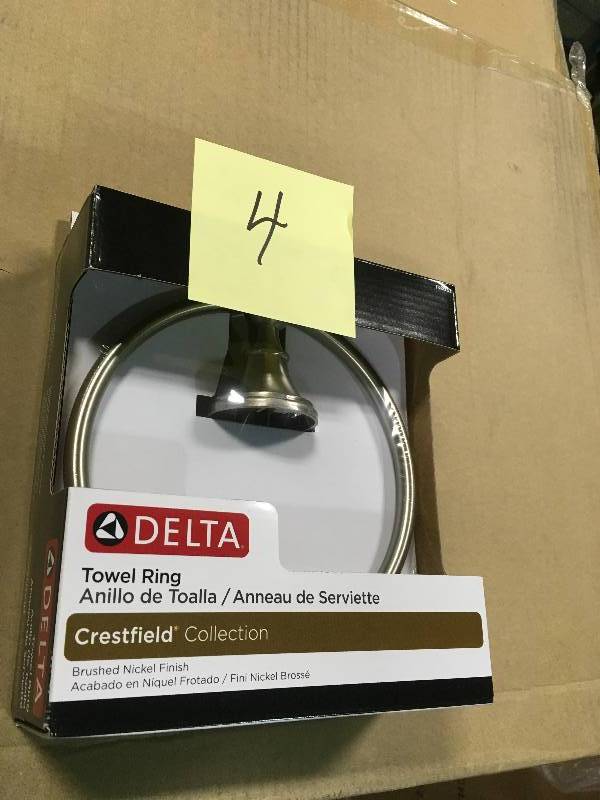 4
DELTA
Towel Ring
Anillo de Toalla / Anneau de Serviette
Crestfield® Collection
Brushed Nickel Finish
Acabado en Níquel Frotado / Fini Nickel Brossé
DELTA